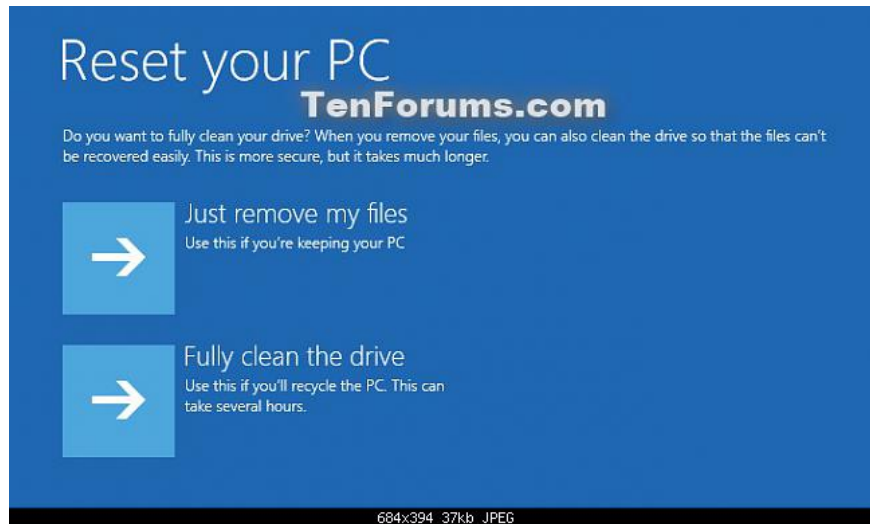 Reset your PC
TenForums.com
Do you want to fully clean your drive? When you remove your files, you can also clean the drive so that the files can't
be recovered easily. This is more secure, but it takes much longer.
Just remove my files
Use this if you're keeping your PC
Fully clean the drive
Use this if you'll recycle the PC. This can
take several hours.
684x394 37kb JPEG